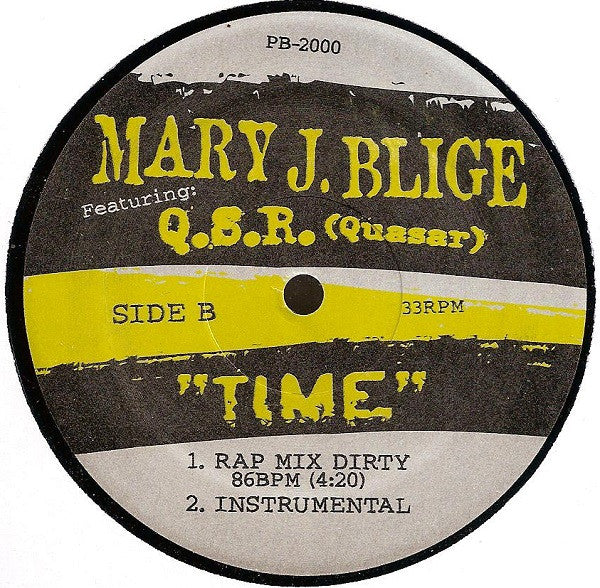 PB-2000
MARY J. BLIGE
Featuring:
Q.S.R. (Quasar)
SIDE B
33RPM
"TIME"
1. RAP MIX DIRTY
86BPM (4:20)
2. INSTRUMENTAL